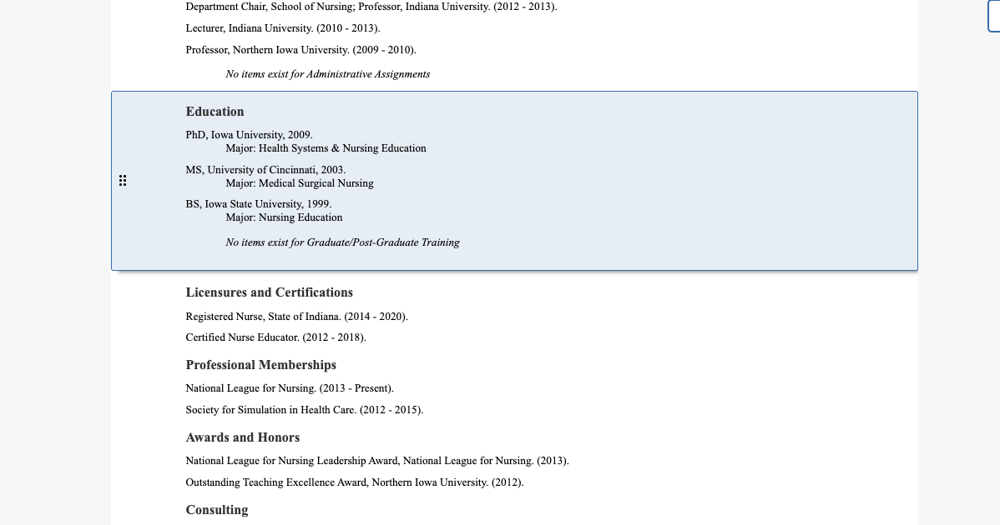 Department Chair, School of Nursing; Professor, Indiana University. (2012 - 2013).
Lecturer, Indiana University. (2010 - 2013).
Professor, Northern Iowa University. (2009 - 2010).
No items exist for Administrative Assignments
Education
PhD, Iowa University, 2009.
Major: Health Systems & Nursing Education
MS, University of Cincinnati, 2003.
Major: Medical Surgical Nursing
BS, Iowa State University, 1999.
Major: Nursing Education
No items exist for Graduate/Post-Graduate Training
Licensures and Certifications
Registered Nurse, State of Indiana. (2014 - 2020).
Certified Nurse Educator. (2012 - 2018).
Professional Memberships
National League for Nursing. (2013 - Present).
Society for Simulation in Health Care. (2012 - 2015).
Awards and Honors
National League for Nursing Leadership Award, National League for Nursing. (2013).
Outstanding Teaching Excellence Award, Northern Iowa University. (2012).
Consulting